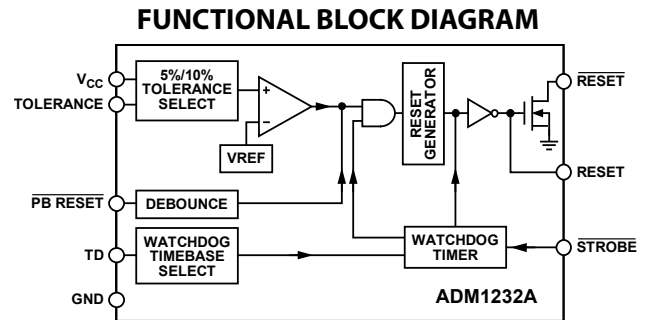 FUNCTIONAL BLOCK DIAGRAM
VCC
TOLERANCE
5%/10%
TOLERANCE
SELECT
+
–
VREF
RESET
GENERATOR
RESET
RESET
PB RESET
DEBOUNCE
TD
WATCHDOG
TIMEBASE
SELECT
WATCHDOG
TIMER
STROBE
GND
ADM1232A